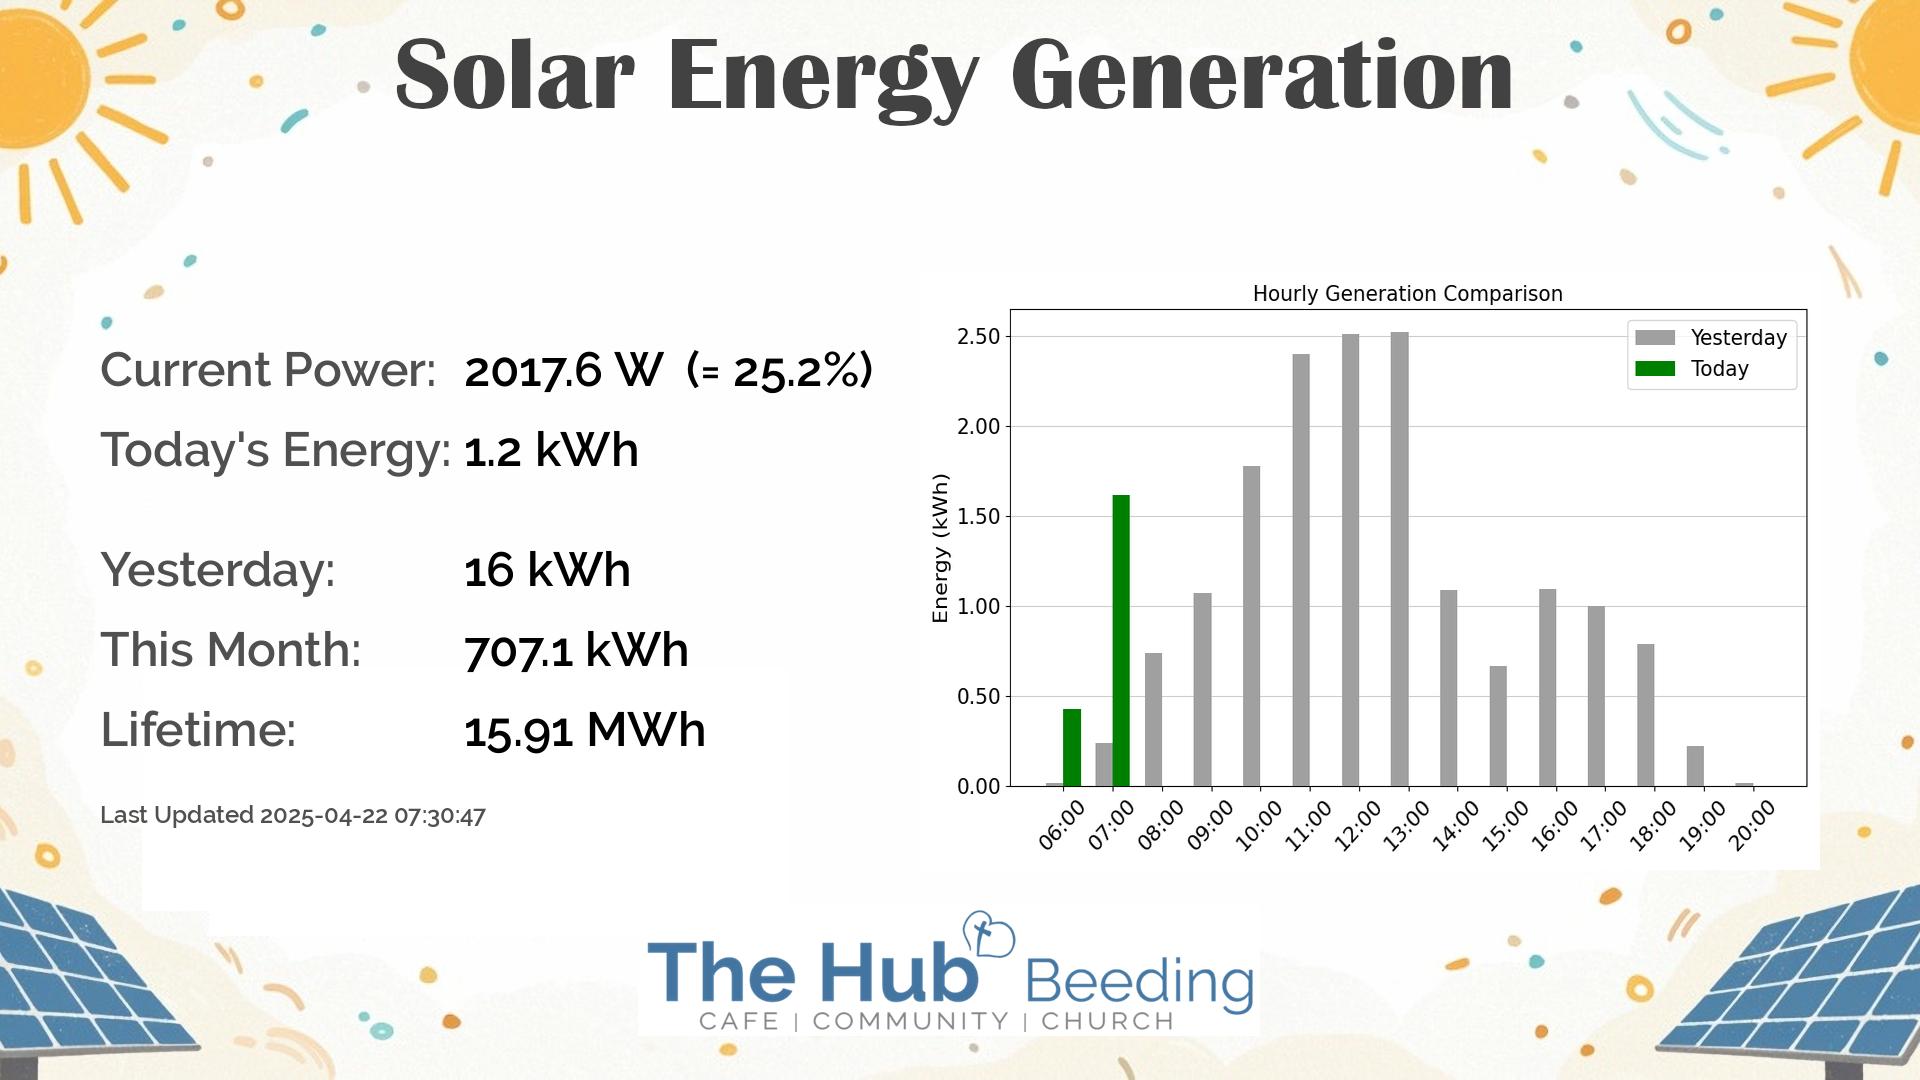 Solar Energy Generation
Current Power: 2017.6 W (= 25.2%)
Today's Energy: 1.2 kWh
Yesterday: 16 kWh
This Month: 707.1 kWh
Lifetime: 15.91 MWh
Last Updated 2025-04-22 07:30:47
Hourly Generation Comparison
Yesterday
Today
Energy (kWh)
2.50
2.00
1.50
1.00
0.50
0.00
06:00 07:00 08:00 09:00 10:00 11:00 12:00 13:00 14:00 15:00 16:00 17:00 18:00 19:00 20:00
The Hub Beeding
CAFE | COMMUNITY | CHURCH